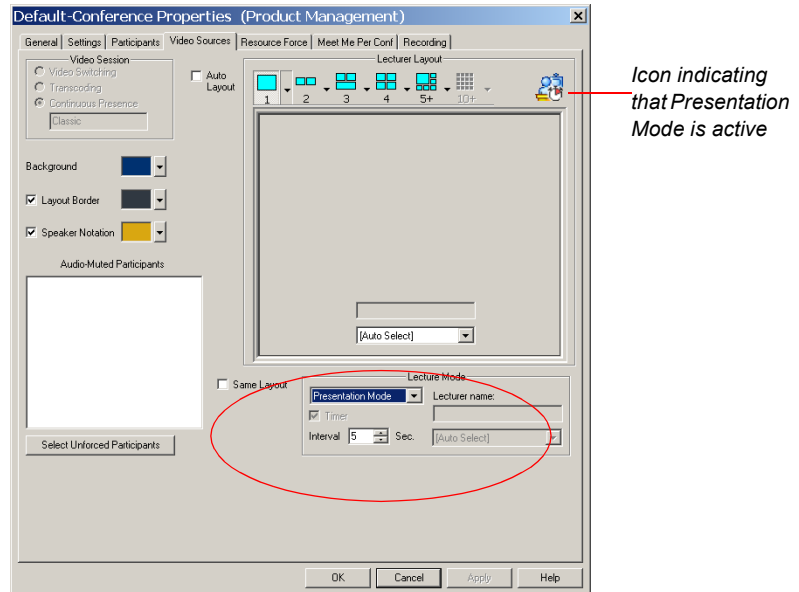 Default-Conference Properties (Product Management)
General Settings Participants Video Sources Resource Force Meet Me Per Conf Recording
Video Session
Video Switching
Transcoding
Continuous Presence
Classic
Auto
Layout
Lecturer Layout
1 2 3 4 5+ 10+
Icon indicating
that Presentation
Mode is active
Background
Layout Border
Speaker Notation
Audio-Muted Participants
[Auto Select]
Same Layout
Lecture Mode
Presentation Mode
Lecturer name:
Timer
Interval 5 Sec.
[Auto Select]
Select Unforced Participants
OK Cancel Apply Help